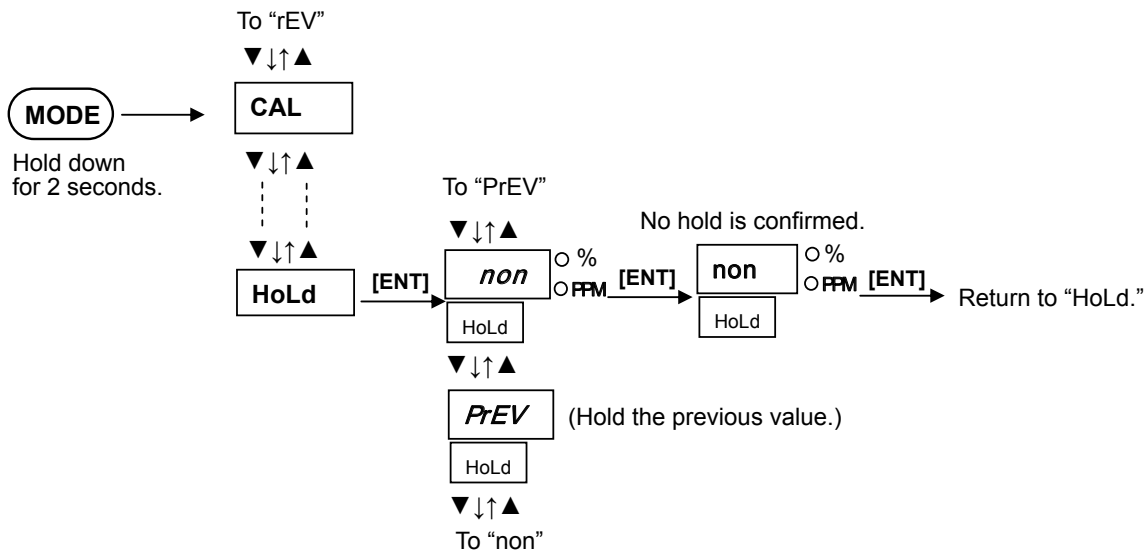 To “rEV”
▼↓↑▲
CAL
MODE
Hold down
for 2 seconds.
▼↓↑▲
▼↓↑▲
HoLd
[ENT]
To “PrEV”
▼↓↑▲
non
%
PPM
HoLd
[ENT]
No hold is confirmed.
non
%
PPM
HoLd
[ENT]
Return to “HoLd.”
▼↓↑▲
PrEV
(Hold the previous value.)
HoLd
▼↓↑▲
To “non”